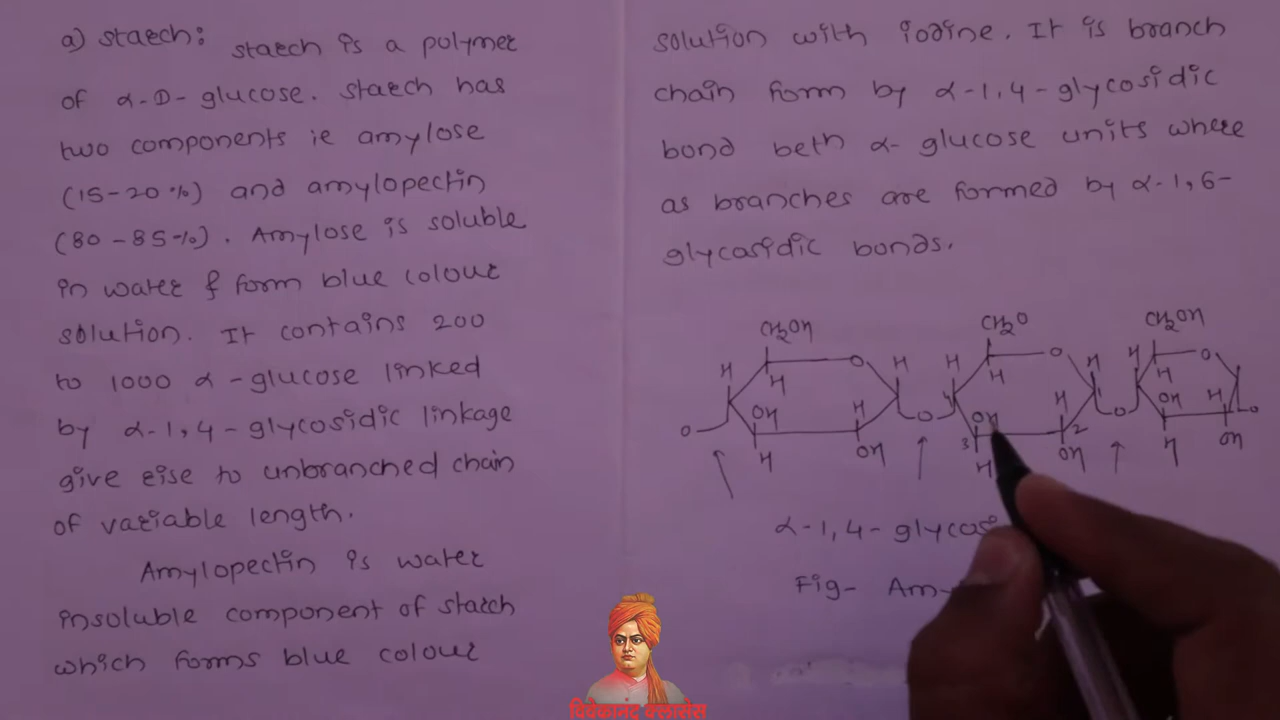 a) Starch: Starch is a polymer
of α-D-glucose. Starch has
two components ie amylose
(15-20%) and amylopectin
(80-85%). Amylose is soluble
in water & form blue colour
solution. It contains 200
to 1000 α-glucose linked
by α-1,4-glycosidic linkage
give rise to unbranched chain
of variable length.
Amylopectin is water
insoluble component of starch
which forms blue colour
solution with iodine. It is branch
chain form by α-1,4-glycosidic
bond betn α-glucose units where
as branches are formed by α-1,6-
glycosidic bonds.
CH2OH CH2O CH2OH
O H H O H H O
H H H
OH H OH H OH H
O O 4 O O
3 2
H OH H OH H OH
α-1,4-glycosi
Fig- Am
विवेकानंद क्लासेस